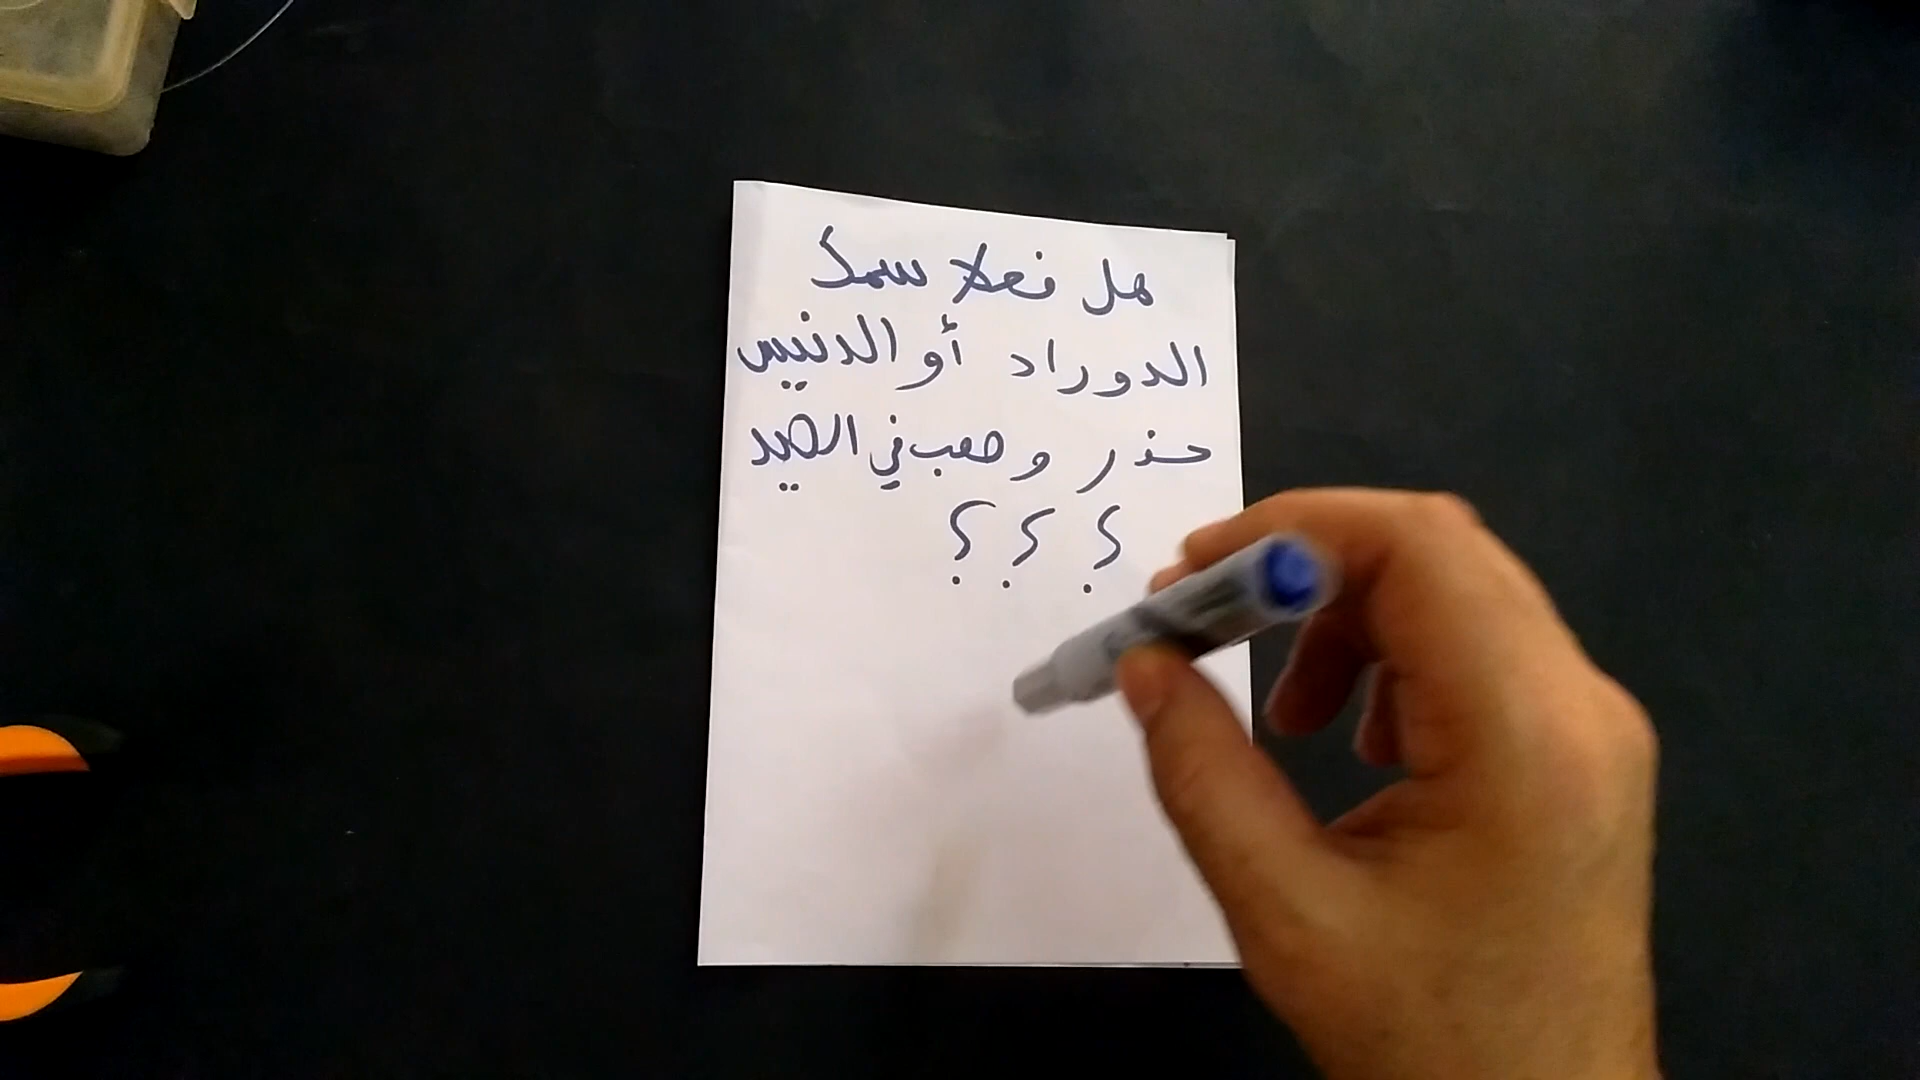 هل فعلا سمك
الدوراد أو الدنيس
حذر وصعب في الصيد
؟ ؟ ؟